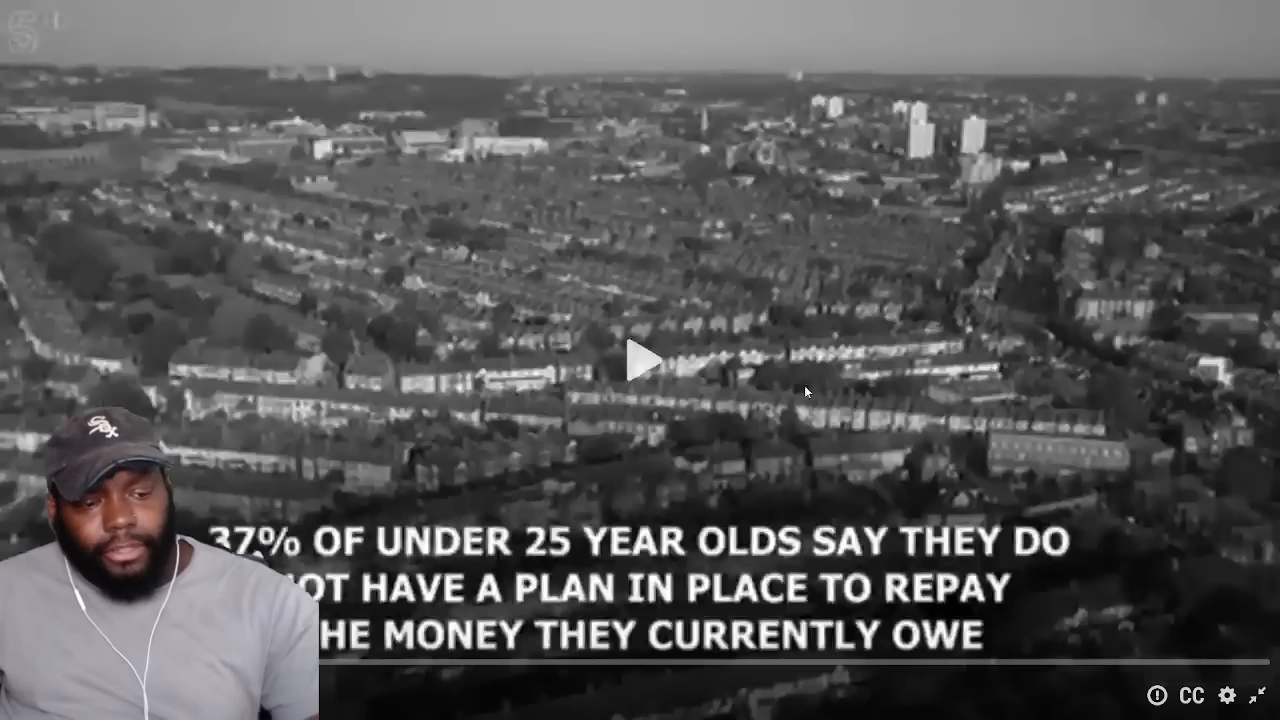 5
37% OF UNDER 25 YEAR OLDS SAY THEY DO
OT HAVE A PLAN IN PLACE TO REPAY
HE MONEY THEY CURRENTLY OWE
CC